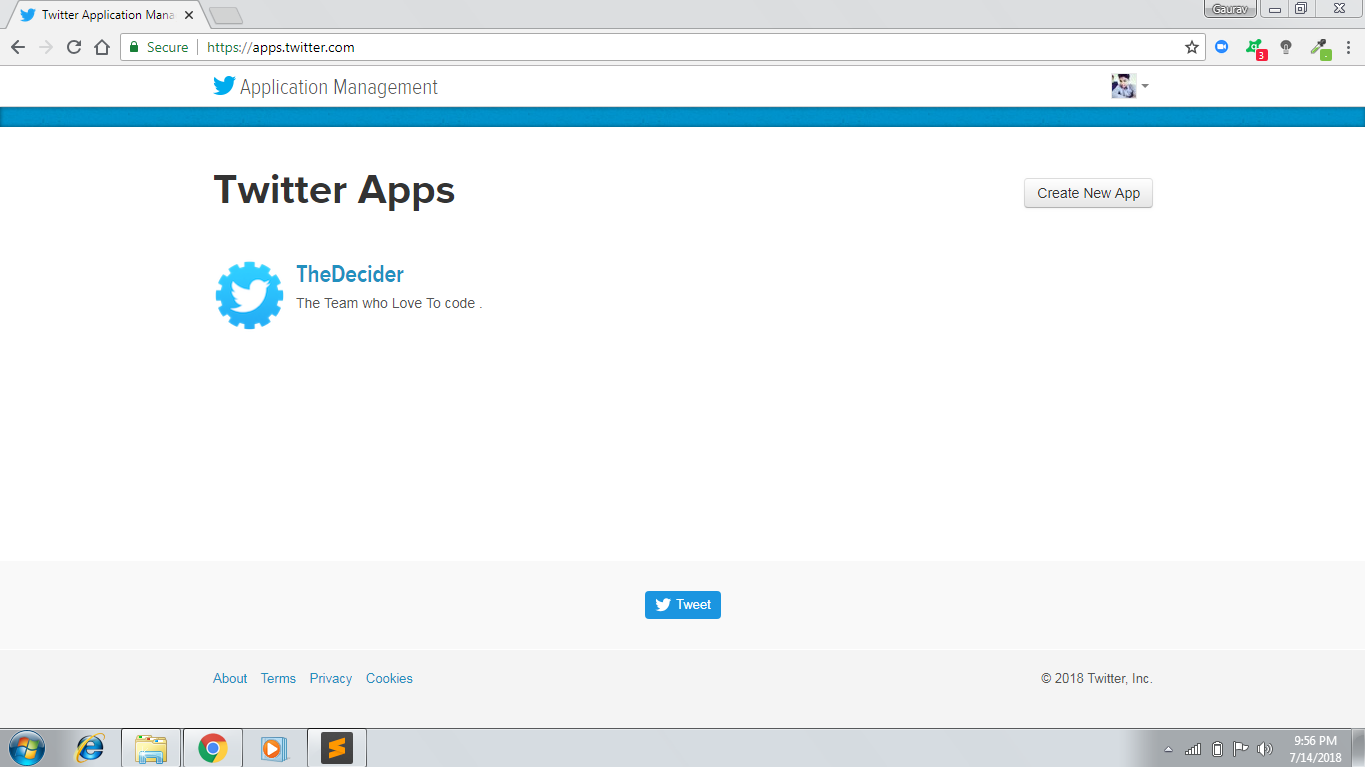 Twitter Application Mana
Gaurav
Secure
https://apps.twitter.com
3
Application Management
Twitter Apps
Create New App
TheDecider
The Team who Love To code .
Tweet
About Terms Privacy Cookies
© 2018 Twitter, Inc.
9:56 PM
7/14/2018